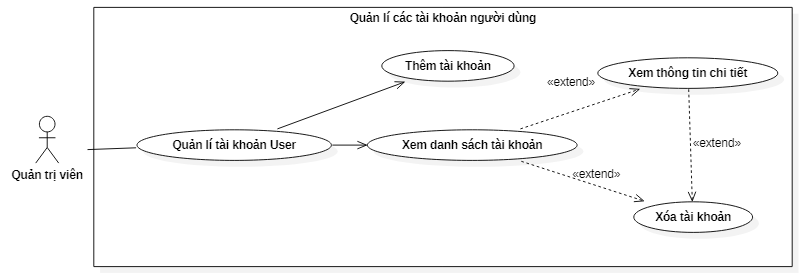 Quản lí các tài khoản người dùng
Thêm tài khoản
Xem thông tin chi tiết
«extend»
Quản lí tài khoản User
Xem danh sách tài khoản
«extend»
Quản trị viên
«extend»
Xóa tài khoản